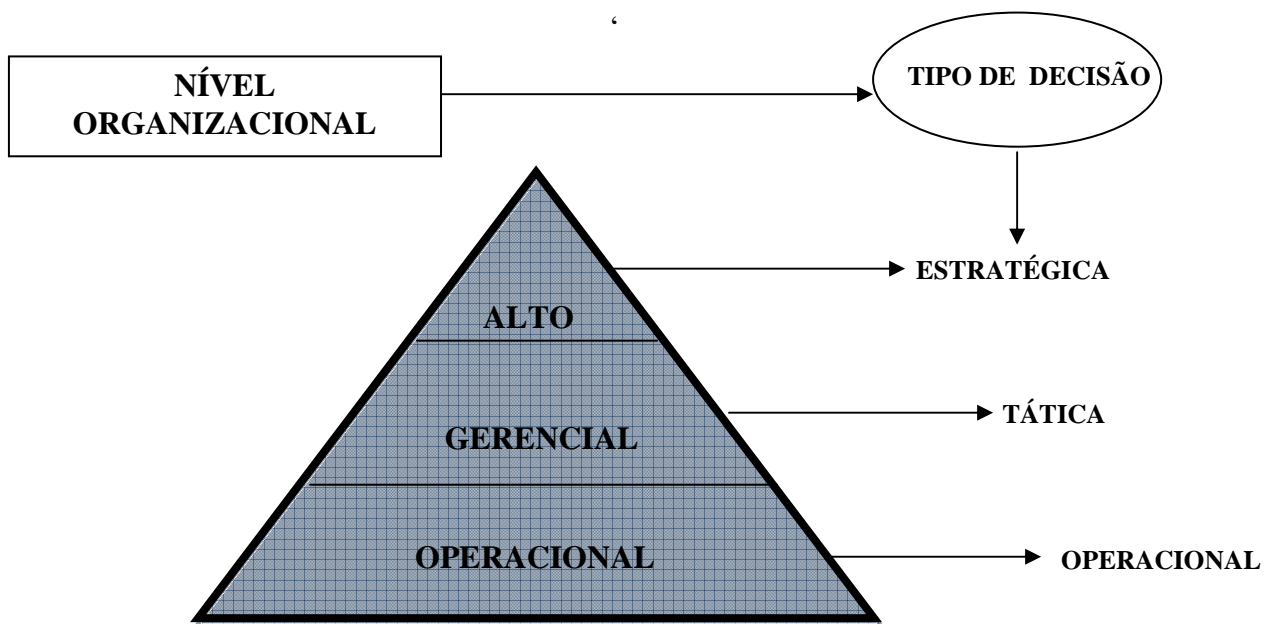 ‘
NÍVEL
ORGANIZACIONAL
TIPO DE DECISÃO
ESTRATÉGICA
ALTO
TÁTICA
GERENCIAL
OPERACIONAL
OPERACIONAL